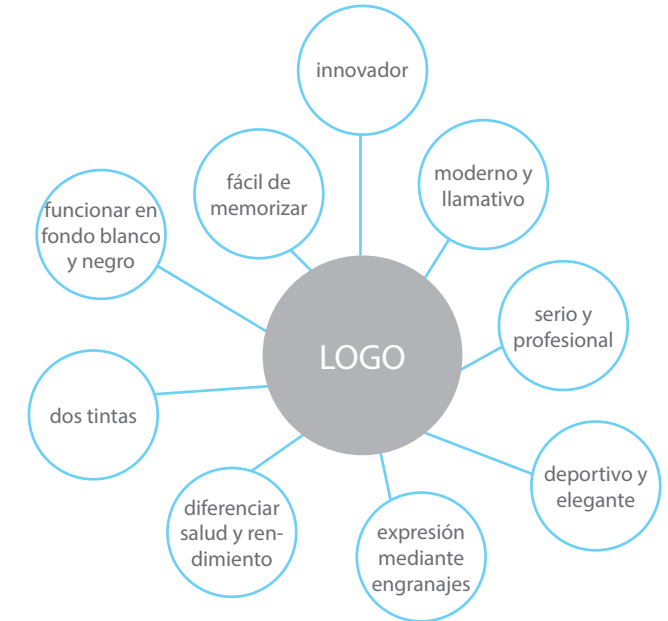 innovador
moderno y
llamativo
fácil de
memorizar
funcionar en
fondo blanco
y negro
serio y
profesional
LOGO
dos tintas
deportivo y
elegante
diferenciar
salud y ren-
dimiento
expresión
mediante
engranajes